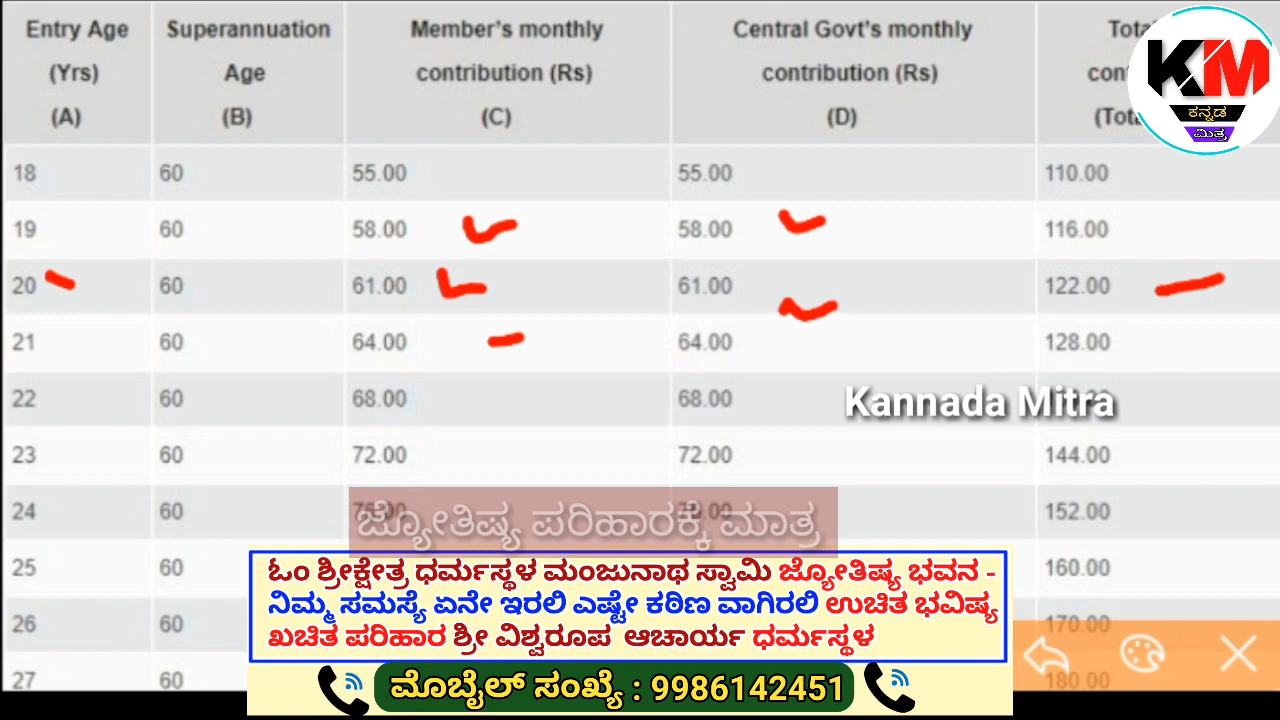 Entry Age Superannuation Member's monthly Central Govt's monthly
(Yrs) Age contribution (Rs) contribution (Rs)
(A) (B) (C) (D)
KM
ಕನ್ನಡ
ಮಿತ್ರ
18 60 55.00 55.00 110.00
19 60 58.00 58.00 116.00
20 60 61.00 61.00 122.00
21 60 64.00 64.00 128.00
22 60 68.00 68.00
Kannada Mitra
23 60 72.00 72.00 144.00
24 60 152.00
ಜ್ಯೋತಿಷ್ಯ ಪರಿಹಾರಕ್ಕೆ ಮಾತ್ರ
25 60 160.00
26 60 170.00
27 60 180.00
ಓಂ ಶ್ರೀಕ್ಷೇತ್ರ ಧರ್ಮಸ್ಥಳ ಮಂಜುನಾಥ ಸ್ವಾಮಿ ಜ್ಯೋತಿಷ್ಯ ಭವನ -
ನಿಮ್ಮ ಸಮಸ್ಯೆ ಏನೇ ಇರಲಿ ಎಷ್ಟೇ ಕಠಿಣ ವಾಗಿರಲಿ ಉಚಿತ ಭವಿಷ್ಯ
ಖಚಿತ ಪರಿಹಾರ ಶ್ರೀ ವಿಶ್ವರೂಪ ಆಚಾರ್ಯ ಧರ್ಮಸ್ಥಳ
ಮೊಬೈಲ್ ಸಂಖ್ಯೆ : 9986142451